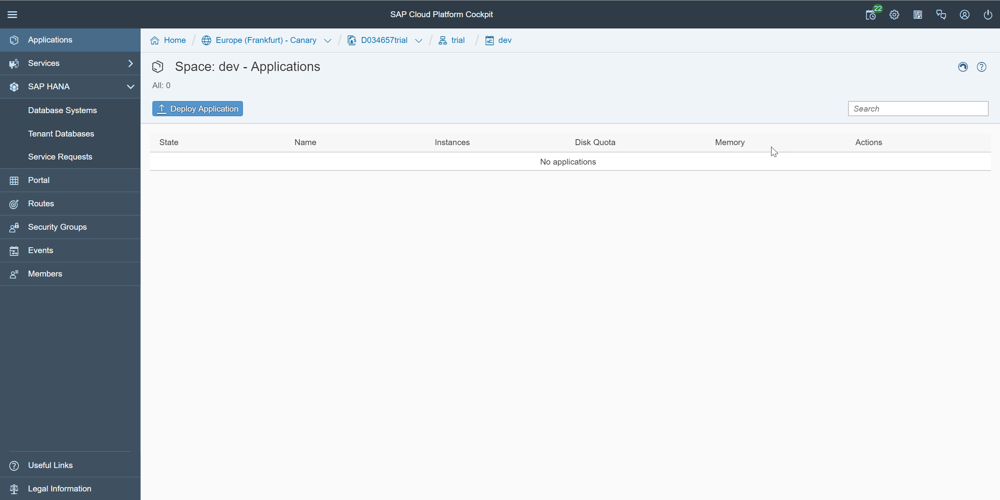 SAP Cloud Platform Cockpit
22
Applications
Services
SAP HANA
Database Systems
Tenant Databases
Service Requests
Portal
Routes
Security Groups
Events
Members
Useful Links
Legal Information
Home / Europe (Frankfurt) - Canary / D034657trial / trial / dev
Space: dev - Applications
All: 0
Deploy Application
Search
State Name Instances Disk Quota Memory Actions
No applications